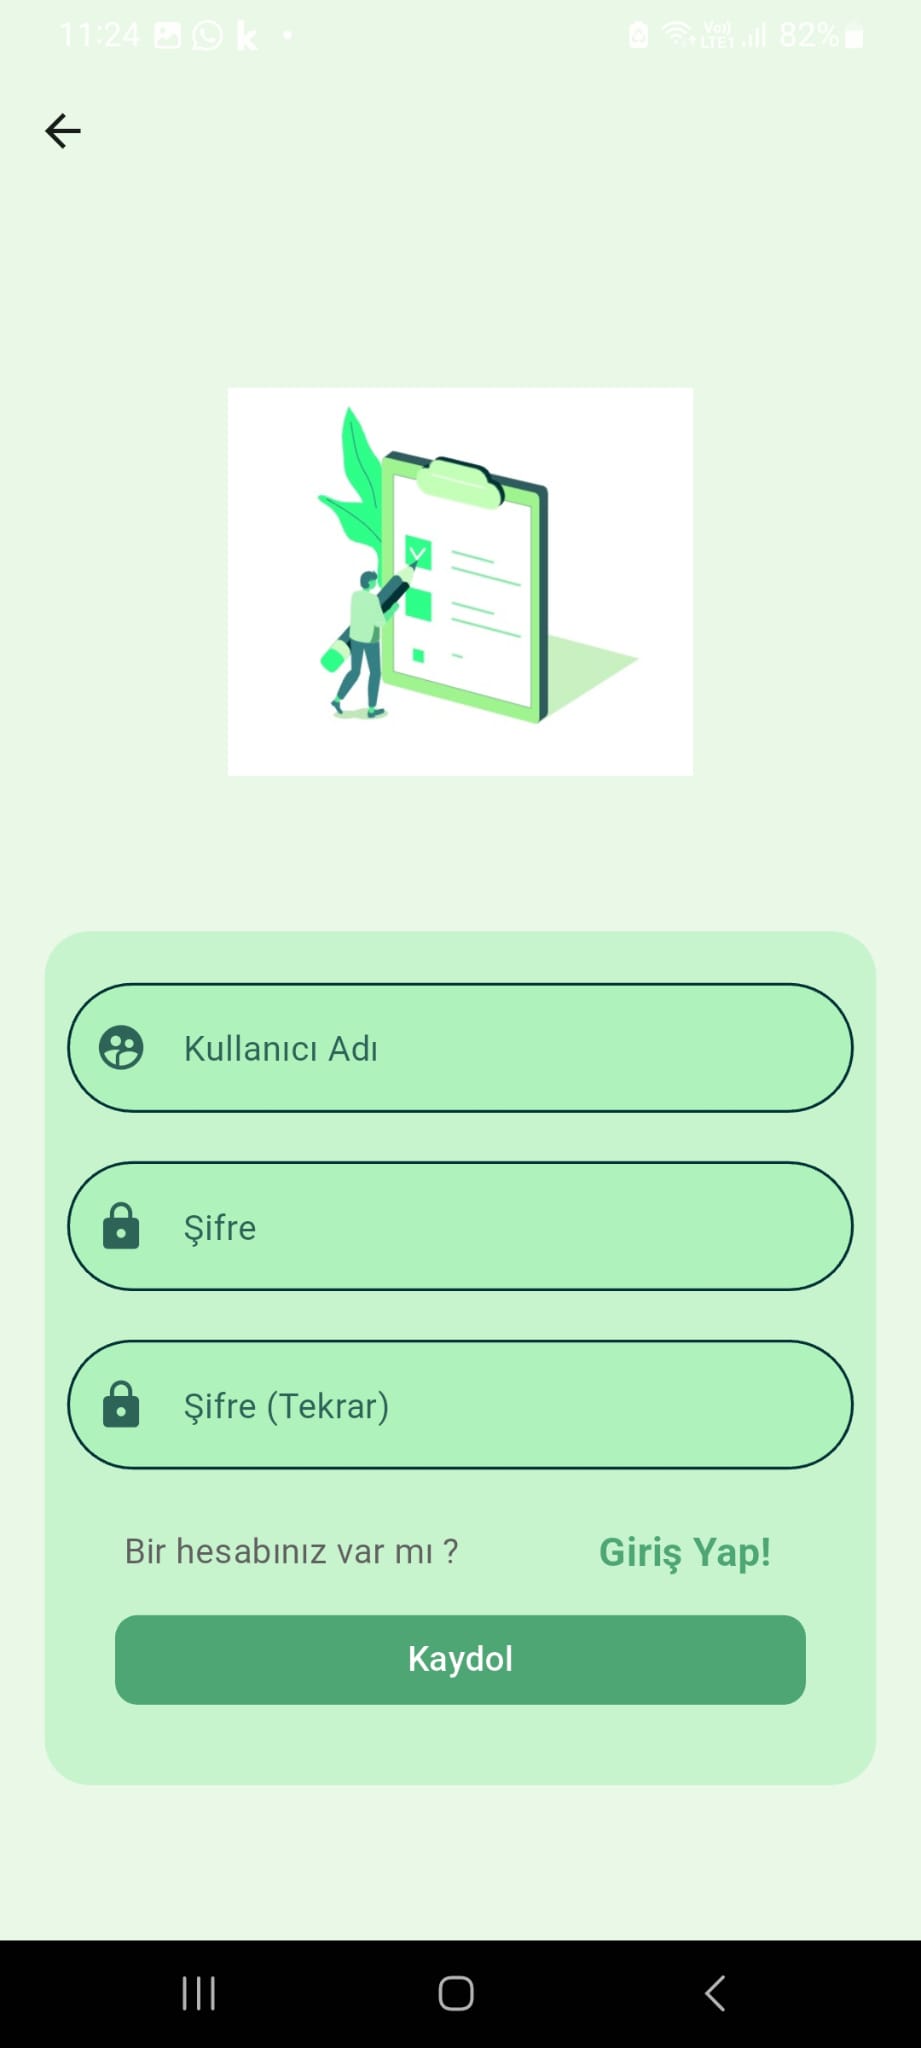 11:24 k Vo)) LTE1 82%
Kullanıcı Adı
Şifre
Şifre (Tekrar)
Bir hesabınız var mı ? Giriş Yap!
Kaydol